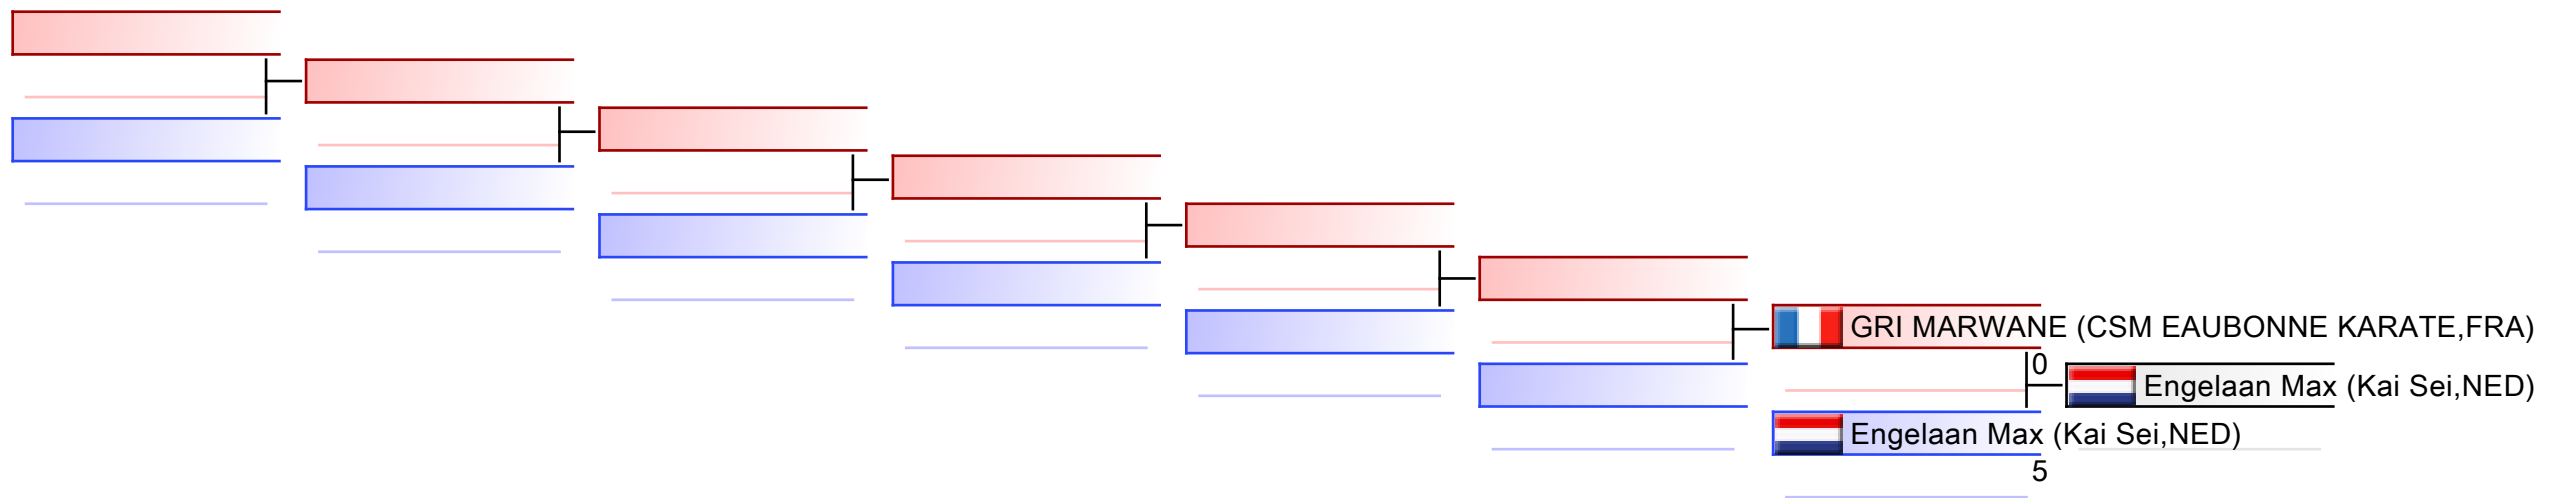 GRI MARWANE (CSM EAUBONNE KARATE,FRA)
0
Engelaan Max (Kai Sei,NED)
Engelaan Max (Kai Sei,NED)
5